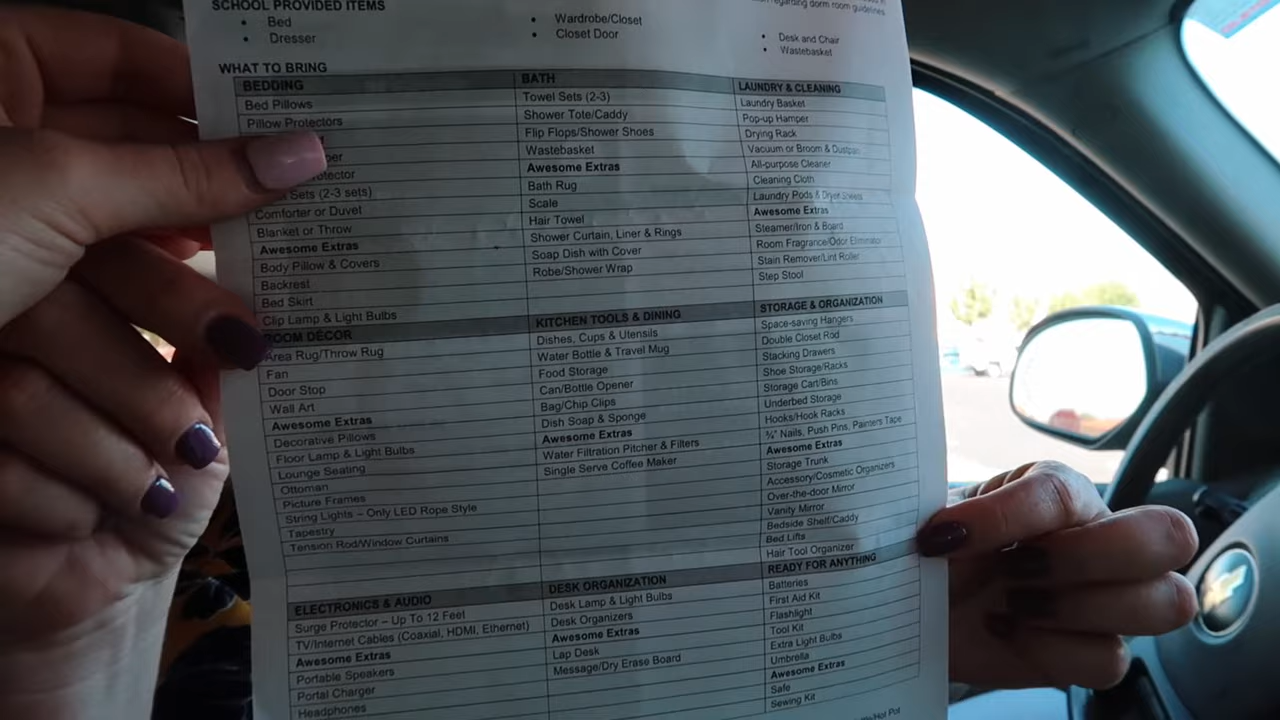 SCHOOL PROVIDED ITEMS
regarding dorm room guidelines
• Bed
• Dresser
• Wardrobe/Closet
• Closet Door
• Desk and Chair
• Wastebasket
WHAT TO BRING
BEDDING
Bed Pillows
Pillow Protectors
Sets (2-3 sets)
Comforter or Duvet
Blanket or Throw
Awesome Extras
Body Pillow & Covers
Backrest
Bed Skirt
Clip Lamp & Light Bulbs
BATH
Towel Sets (2-3)
Shower Tote/Caddy
Flip Flops/Shower Shoes
Wastebasket
Awesome Extras
Bath Rug
Scale
Hair Towel
Shower Curtain, Liner & Rings
Soap Dish with Cover
Robe/Shower Wrap
LAUNDRY & CLEANING
Laundry Basket
Pop-up Hamper
Drying Rack
Vacuum or Broom & Dustpan
All-purpose Cleaner
Cleaning Cloth
Laundry Pods & Dryer Sheets
Awesome Extras
Steamer/Iron & Board
Room Fragrance/Odor Eliminator
Stain Remover/Lint Roller
Step Stool
ROOM DÉCOR
Area Rug/Throw Rug
Fan
Door Stop
Wall Art
Awesome Extras
Decorative Pillows
Floor Lamp & Light Bulbs
Lounge Seating
Ottoman
Picture Frames
String Lights – Only LED Rope Style
Tapestry
Tension Rod/Window Curtains
KITCHEN TOOLS & DINING
Dishes, Cups & Utensils
Water Bottle & Travel Mug
Food Storage
Can/Bottle Opener
Bag/Chip Clips
Dish Soap & Sponge
Awesome Extras
Water Filtration Pitcher & Filters
Single Serve Coffee Maker
STORAGE & ORGANIZATION
Space-saving Hangers
Double Closet Rod
Stacking Drawers
Shoe Storage/Racks
Storage Cart/Bins
Underbed Storage
Hooks/Hook Racks
¾" Nails, Push Pins, Painters Tape
Awesome Extras
Storage Trunk
Accessory/Cosmetic Organizers
Over-the-door Mirror
Vanity Mirror
Bedside Shelf/Caddy
Bed Lifts
Hair Tool Organizer
ELECTRONICS & AUDIO
Surge Protector – Up To 12 Feet
TV/Internet Cables (Coaxial, HDMI, Ethernet)
Awesome Extras
Portable Speakers
Portal Charger
Headphones
DESK ORGANIZATION
Desk Lamp & Light Bulbs
Desk Organizers
Awesome Extras
Lap Desk
Message/Dry Erase Board
READY FOR ANYTHING
Batteries
First Aid Kit
Flashlight
Tool Kit
Extra Light Bulbs
Umbrella
Awesome Extras
Safe
Sewing Kit
Hot Pot